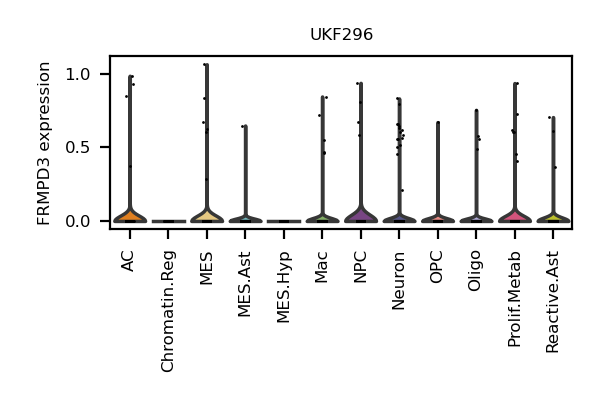 UKF296
FRMPD3 expression
1.0
0.5
0.0
AC
Chromatin.Reg
MES
MES.Ast
MES.Hyp
Mac
NPC
Neuron
OPC
Oligo
Prolif.Metab
Reactive.Ast